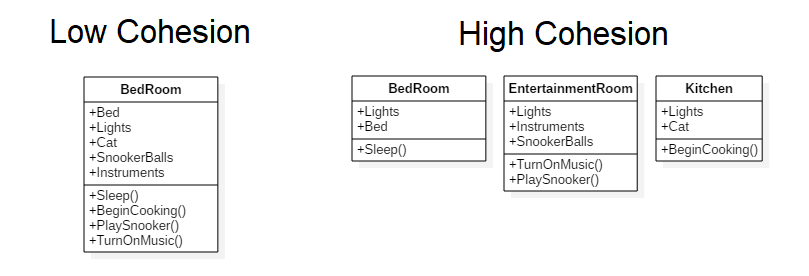 Low Cohesion
BedRoom
+Bed
+Lights
+Cat
+SnookerBalls
+Instruments
+Sleep()
+BeginCooking()
+PlaySnooker()
+TurnOnMusic()
High Cohesion
BedRoom
+Lights
+Bed
+Sleep()
EntertainmentRoom
+Lights
+Instruments
+SnookerBalls
+TurnOnMusic()
+PlaySnooker()
Kitchen
+Lights
+Cat
+BeginCooking()